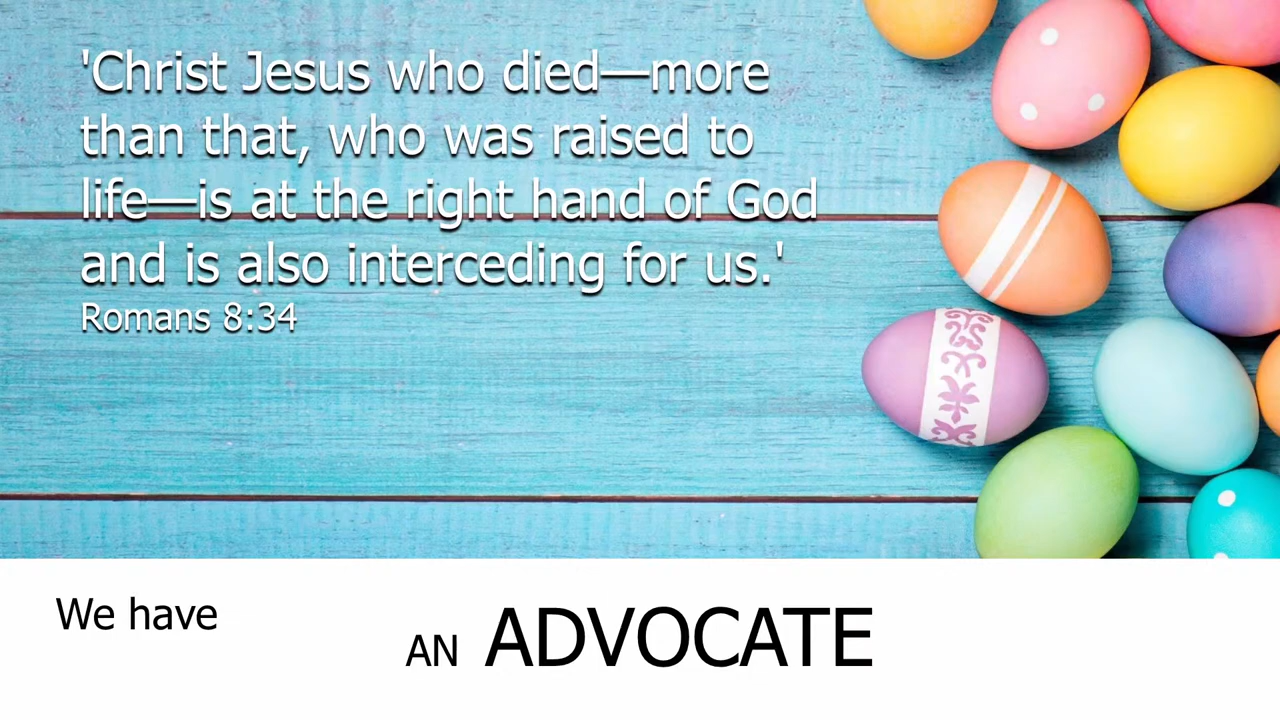 'Christ Jesus who died—more
than that, who was raised to
life—is at the right hand of God
and is also interceding for us.'
Romans 8:34
We have
AN ADVOCATE